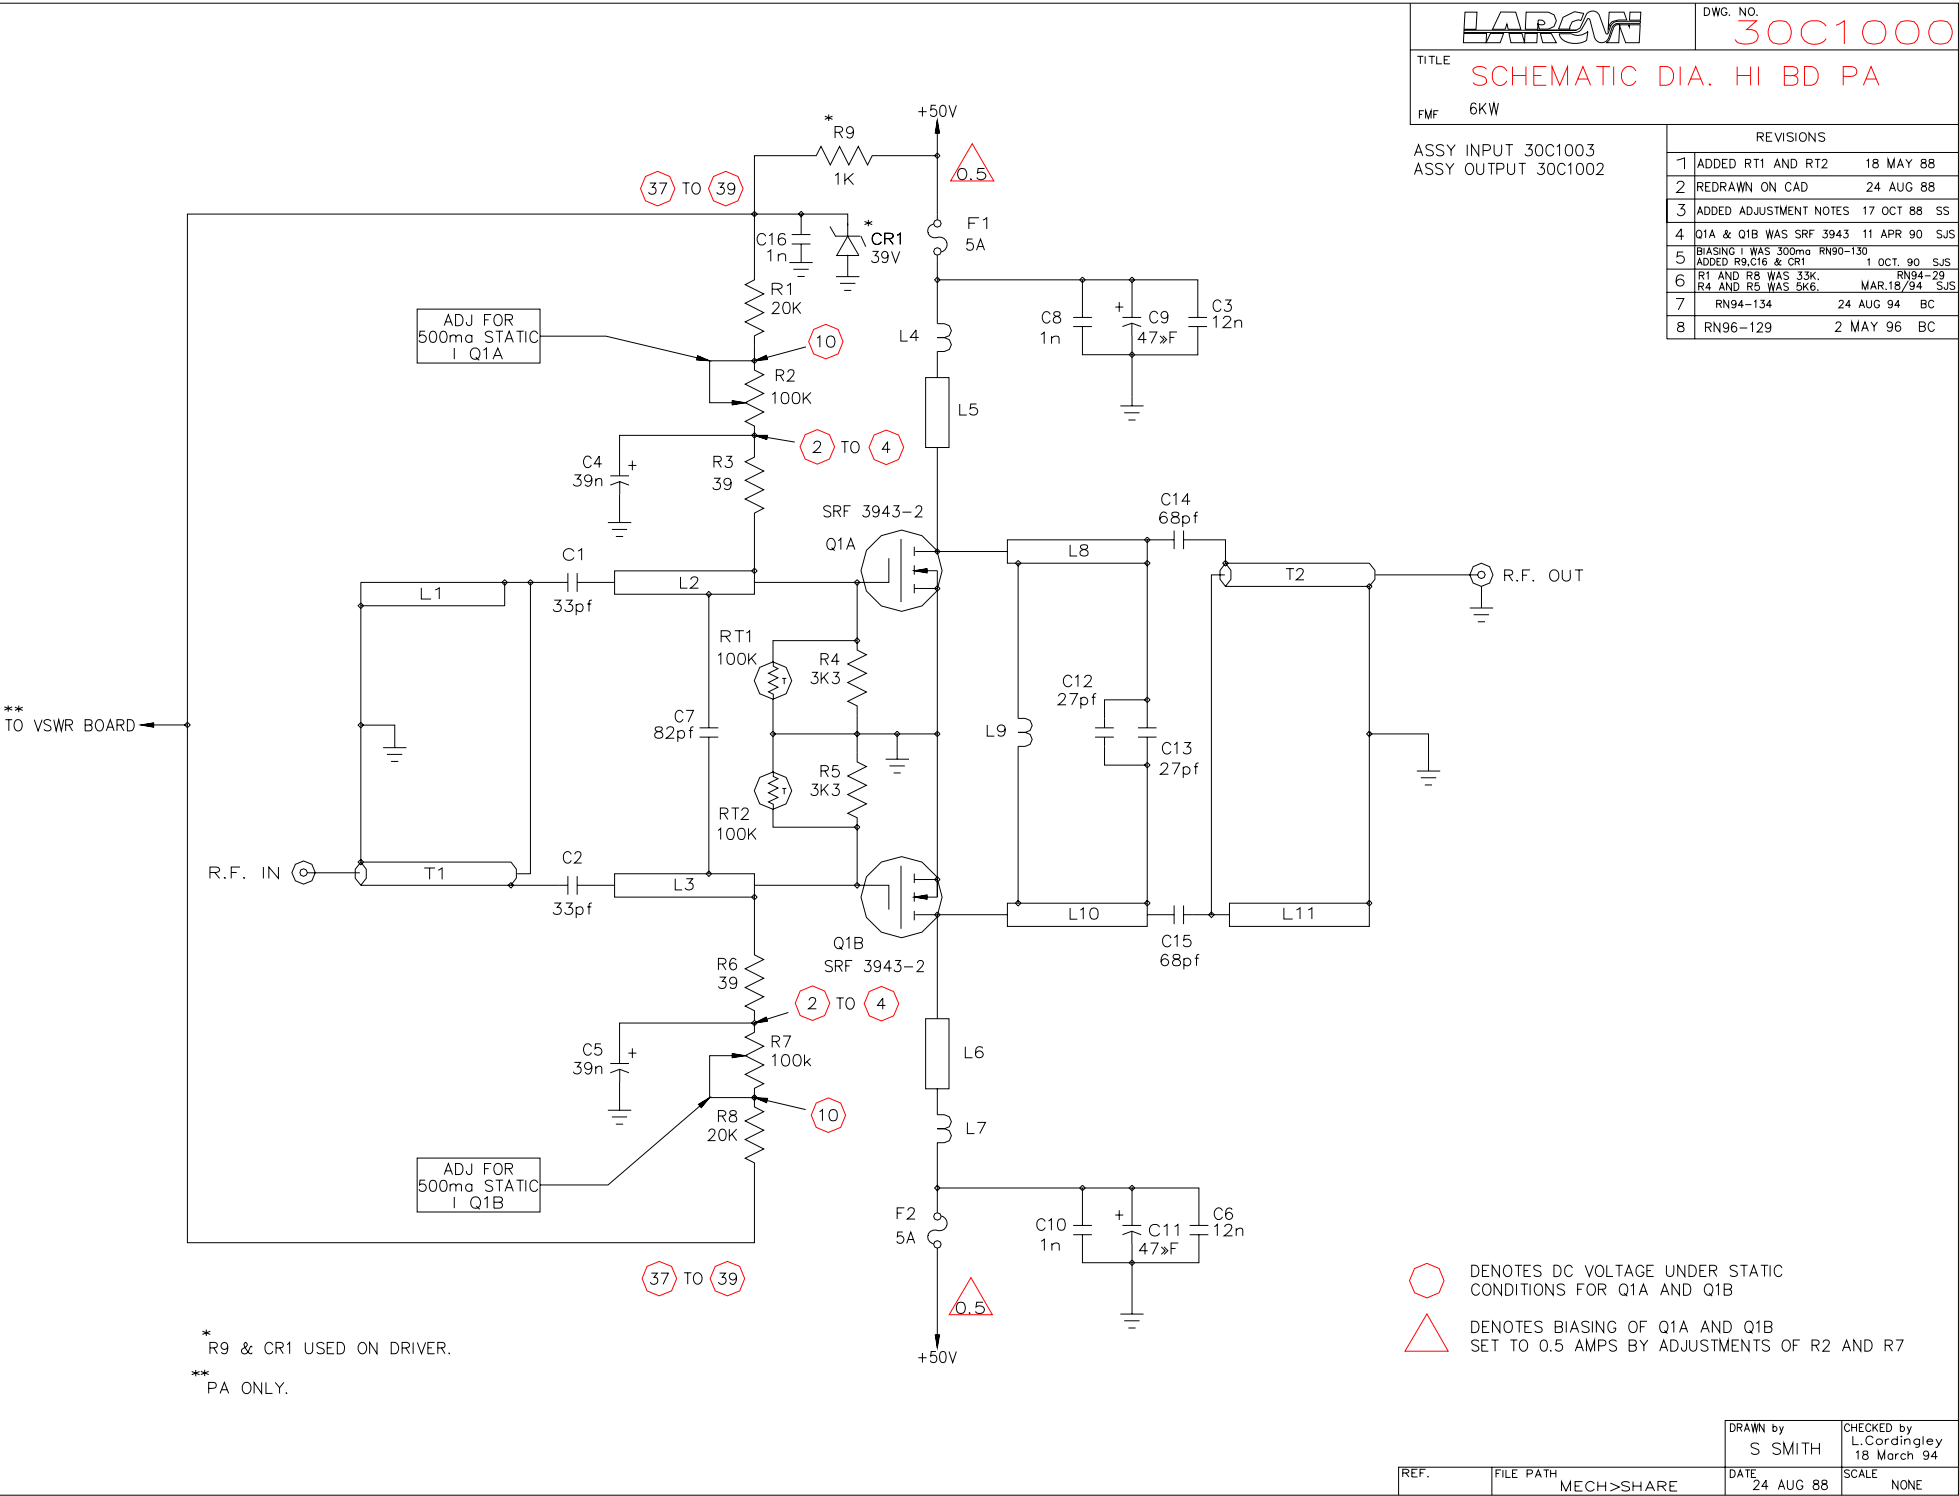 LARCAN
DWG. NO.
30C1000
TITLE
SCHEMATIC DIA. HI BD PA
FMF 6KW
ASSY INPUT 30C1003
ASSY OUTPUT 30C1002
REVISIONS
1 ADDED RT1 AND RT2 18 MAY 88
2 REDRAWN ON CAD 24 AUG 88
3 ADDED ADJUSTMENT NOTES 17 OCT 88 SS
4 Q1A & Q1B WAS SRF 3943 11 APR 90 SJS
5 BIASING I WAS 300ma RN90-130
ADDED R9,C16 & CR1 1 OCT. 90 SJS
6 R1 AND R8 WAS 33K. RN94-29
R4 AND R5 WAS 5K6. MAR.18/94 SJS
7 RN94-134 24 AUG 94 BC
8 RN96-129 2 MAY 96 BC
+50V
*
R9
1K
0.5
37 TO 39
C16
1n
*
CR1
39V
F1
5A
R1
20K
ADJ FOR
500ma STATIC
I Q1A
10
R2
100K
L4
C8
1n
+
C9
47»F
C3
12n
L5
2 TO 4
C4
39n
+
R3
39
SRF 3943-2
Q1A
C14
68pf
C1
33pf
L1
L2
L8
T2
R.F. OUT
RT1
100K
T
R4
3K3
C12
27pf
** 
TO VSWR BOARD
C7
82pf
L9
C13
27pf
R5
3K3
T
RT2
100K
R.F. IN
T1
C2
33pf
L3
L10
L11
C15
68pf
Q1B
SRF 3943-2
R6
39
2 TO 4
C5
39n
+
R7
100k
L6
10
R8
20K
L7
ADJ FOR
500ma STATIC
I Q1B
F2
5A
C10
1n
+
C11
47»F
C6
12n
37 TO 39
0.5
+50V
DENOTES DC VOLTAGE UNDER STATIC
CONDITIONS FOR Q1A AND Q1B
DENOTES BIASING OF Q1A AND Q1B
SET TO 0.5 AMPS BY ADJUSTMENTS OF R2 AND R7
*
R9 & CR1 USED ON DRIVER.
**
PA ONLY.
DRAWN by
S SMITH
CHECKED by
L.Cordingley
18 March 94
REF.
FILE PATH
MECH>SHARE
DATE
24 AUG 88
SCALE
NONE